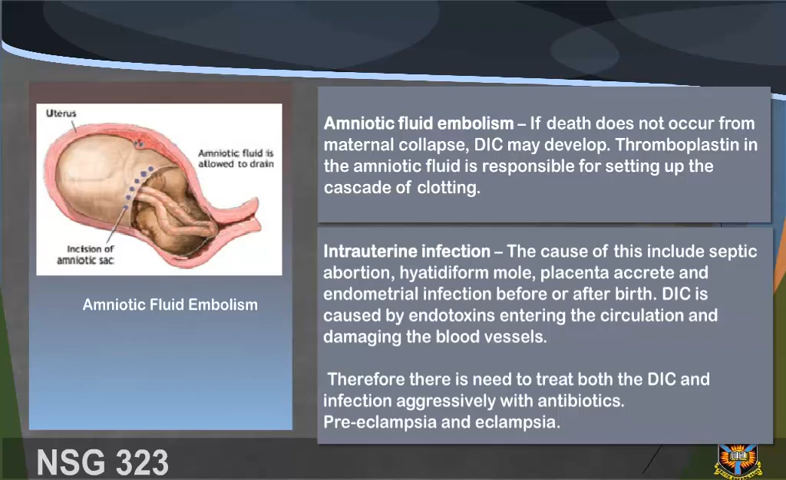 Uterus
Amniotic fluid is
allowed to drain
Incision of
amniotic sac
Amniotic Fluid Embolism
Amniotic fluid embolism – If death does not occur from
maternal collapse, DIC may develop. Thromboplastin in
the amniotic fluid is responsible for setting up the
cascade of clotting.
Intrauterine infection – The cause of this include septic
abortion, hyatidiform mole, placenta accrete and
endometrial infection before or after birth. DIC is
caused by endotoxins entering the circulation and
damaging the blood vessels.
Therefore there is need to treat both the DIC and
infection aggressively with antibiotics.
Pre-eclampsia and eclampsia.
NSG 323